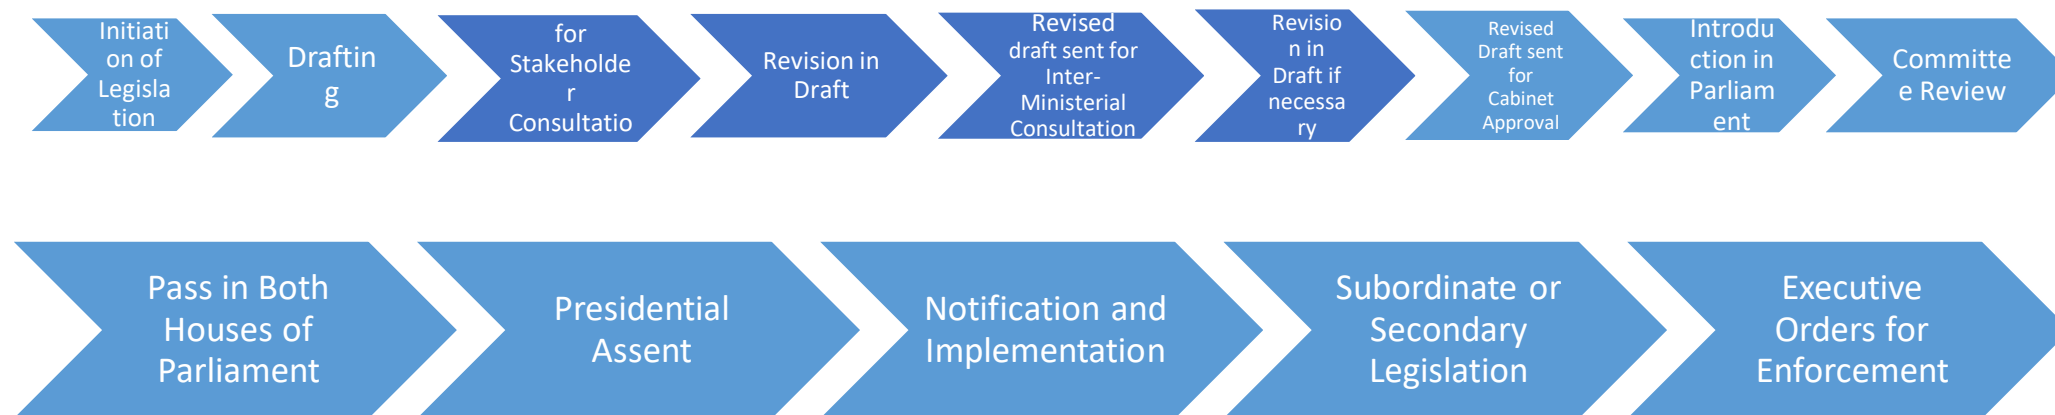 Initiati
on of
Legisla
tion
Draftin
g
for
Stakeholde
r
Consultatio
Revision in
Draft
Revised
draft sent for
Inter-
Ministerial
Consultation
Revisio
n in
Draft if
necessa
ry
Revised
Draft sent
for
Cabinet
Approval
Introdu
ction in
Parliam
ent
Committe
e Review
Pass in Both
Houses of
Parliament
Presidential
Assent
Notification and
Implementation
Subordinate or
Secondary
Legislation
Executive
Orders for
Enforcement